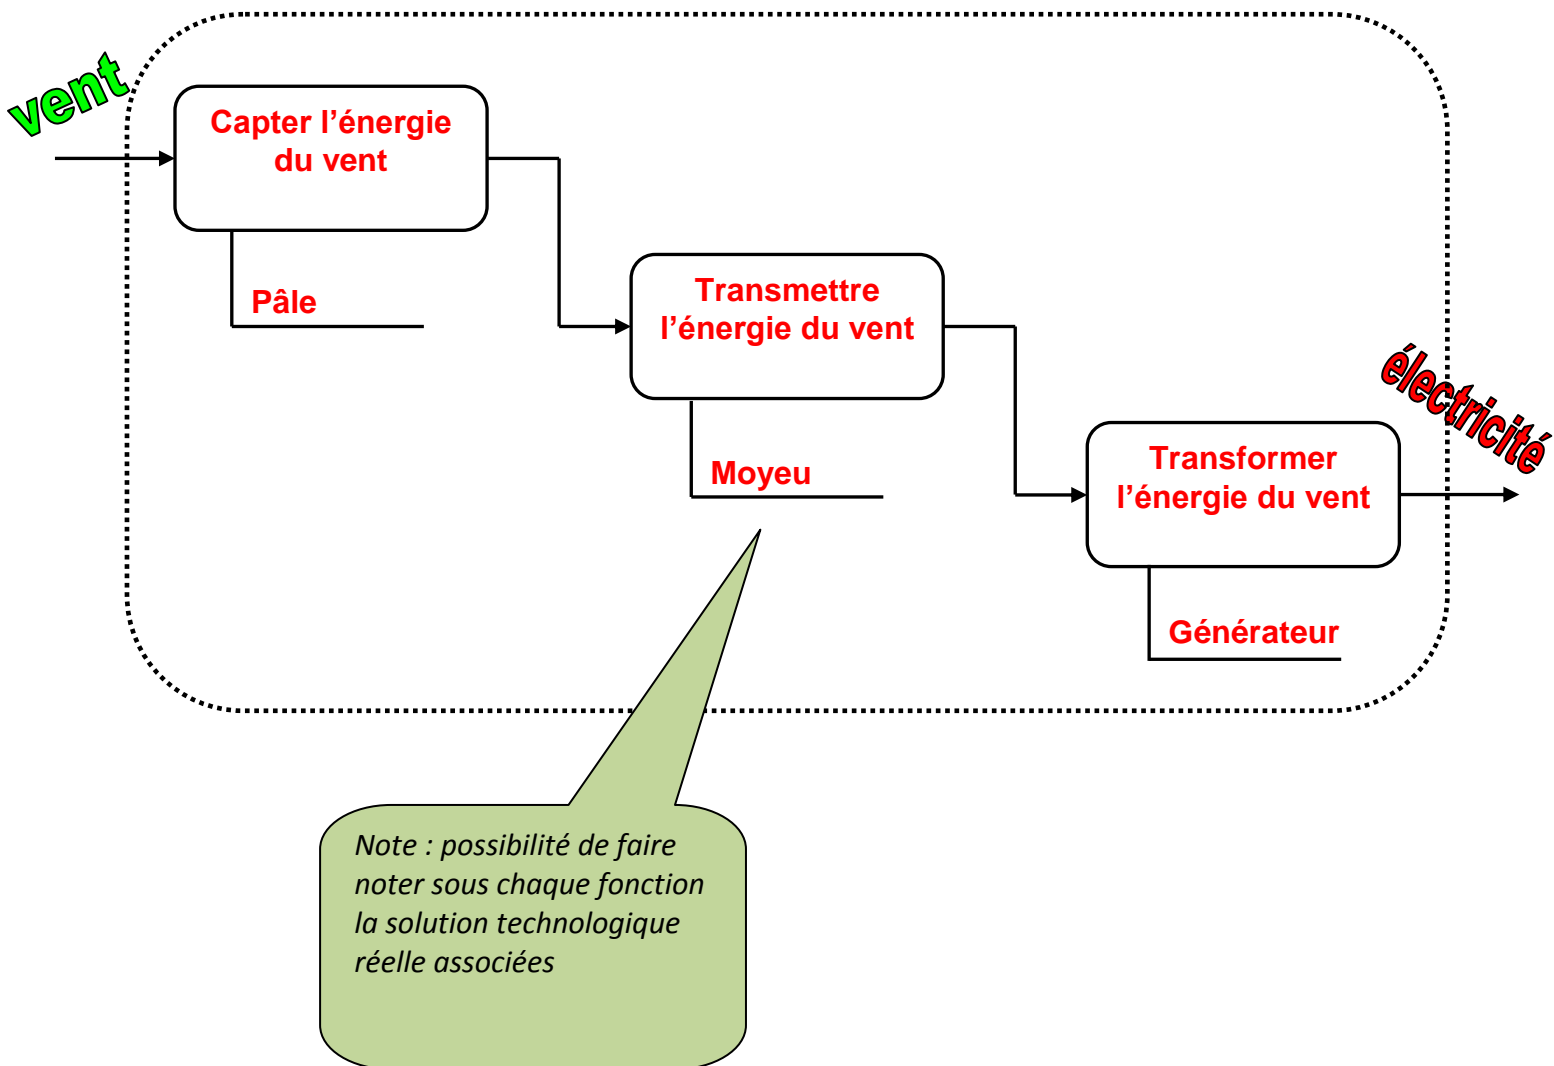 vent
Capter l’énergie
du vent
Pâle
Transmettre
l’énergie du vent
Moyeu
électricité
Transformer
l’énergie du vent
Générateur
Note : possibilité de faire
noter sous chaque fonction
la solution technologique
réelle associées